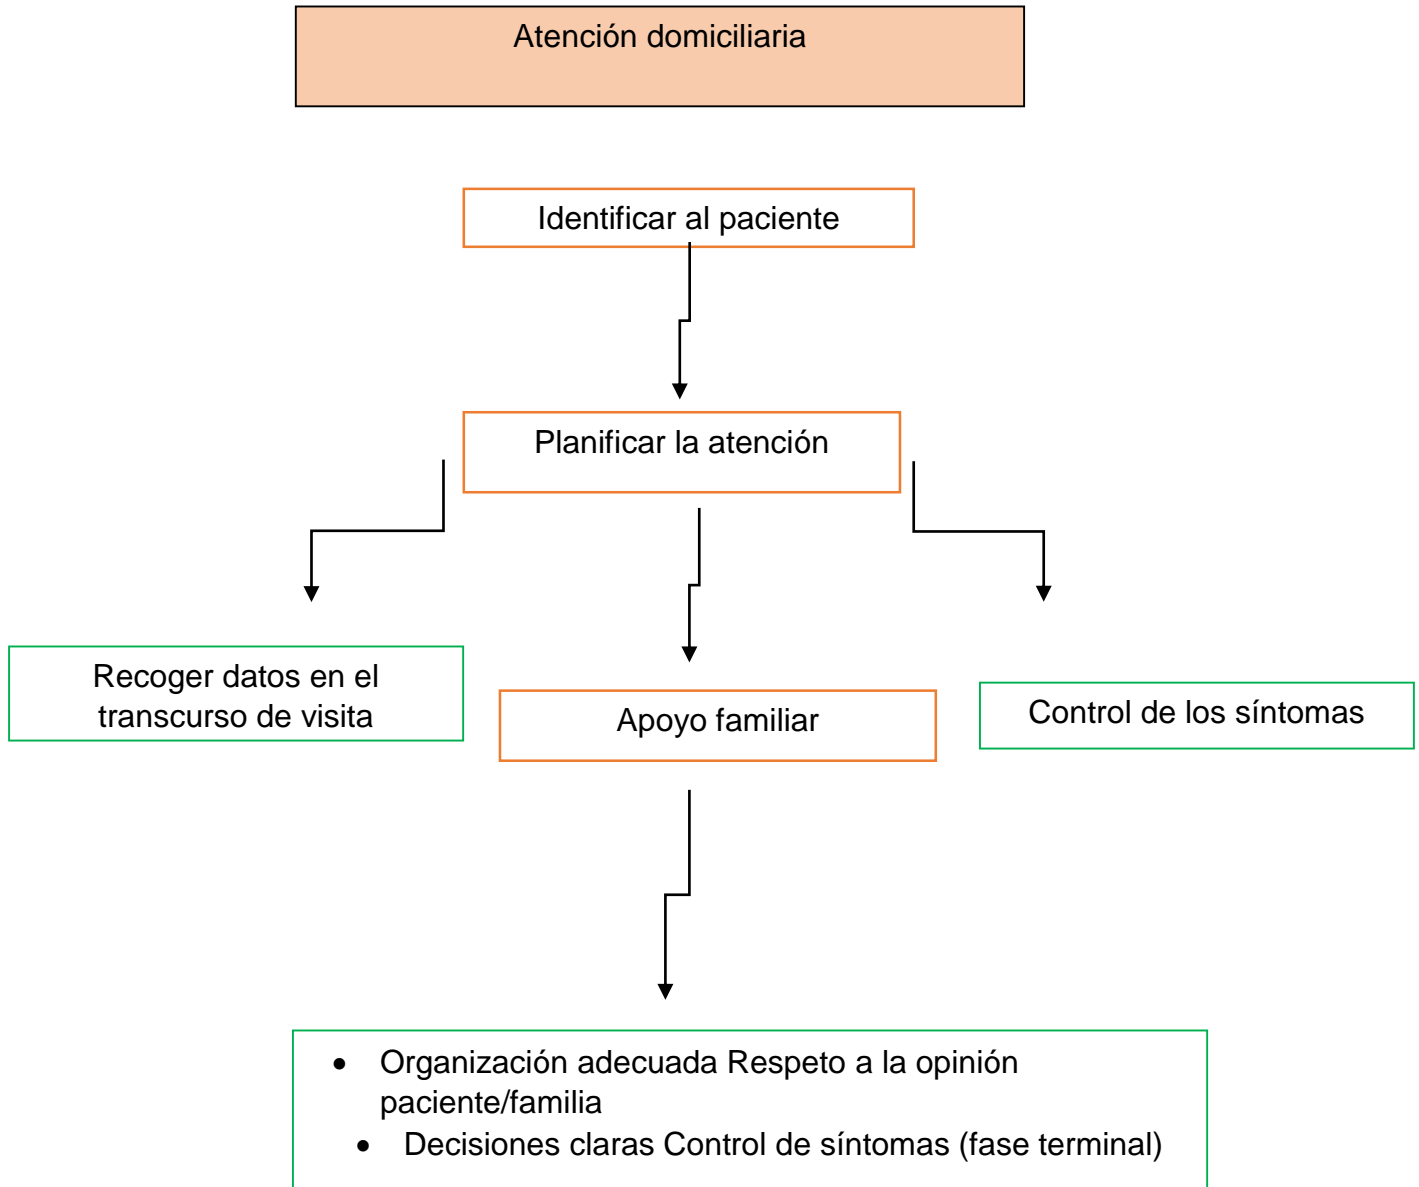 Atención domiciliaria
Identificar al paciente
Planificar la atención
Recoger datos en el
transcurso de visita
Apoyo familiar
Control de los síntomas
• Organización adecuada Respeto a la opinión
paciente/familia
• Decisiones claras Control de síntomas (fase terminal)